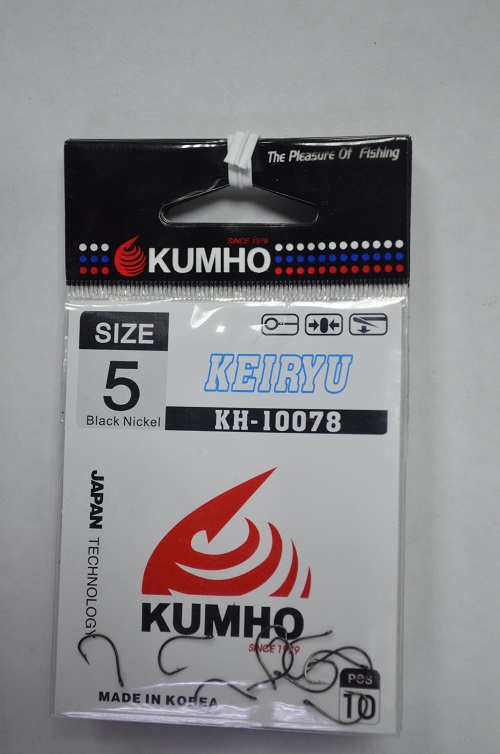 The Pleasure Of Fishing
SINCE 1979
KUMHO
SIZE
5
Black Nickel
KEIRYU
KH-10078
JAPAN TECHNOLOGY
KUMHO
SINCE 1979
MADE IN KOREA
PCS
10